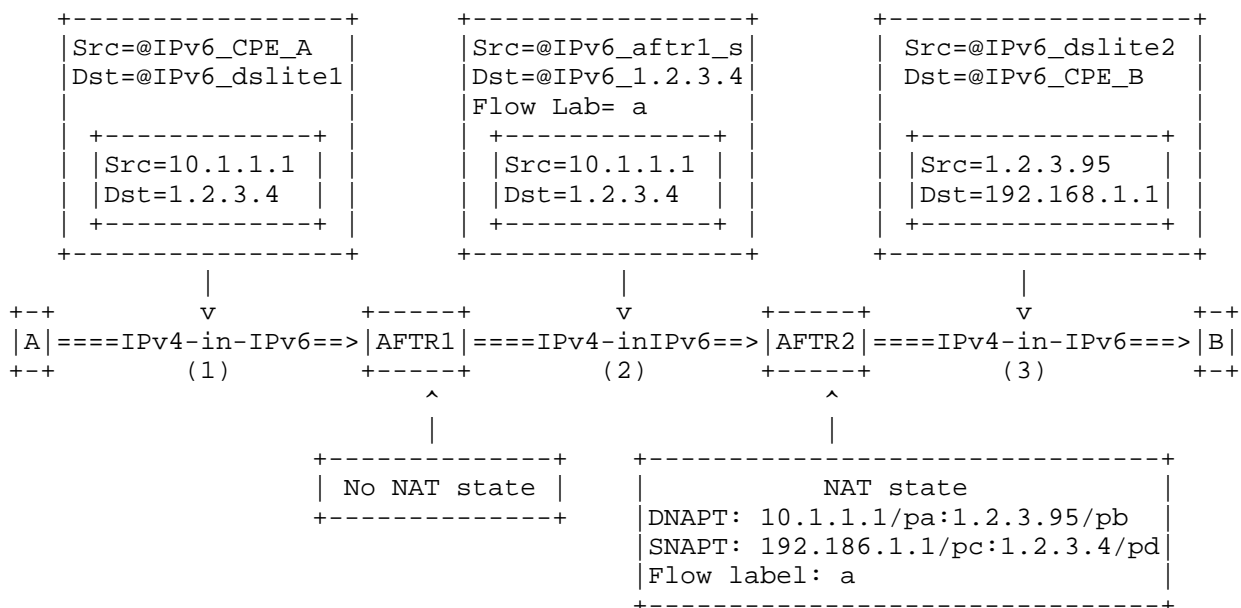 Src=@IPv6_CPE_A
Dst=@IPv6_dslite1
Src=10.1.1.1
Dst=1.2.3.4
Src=@IPv6_aftr1_s
Dst=@IPv6_1.2.3.4
Flow Lab= a
Src=10.1.1.1
Dst=1.2.3.4
Src=@IPv6_dslite2
Dst=@IPv6_CPE_B
Src=1.2.3.95
Dst=192.168.1.1
|A|====IPv4-in-IPv6==>|AFTR1|====IPv4-inIPv6==>|AFTR2|====IPv4-in-IPv6===>|B|
(1) (2) (3)
No NAT state
NAT state
DNAPT: 10.1.1.1/pa:1.2.3.95/pb
SNAPT: 192.186.1.1/pc:1.2.3.4/pd
Flow label: a